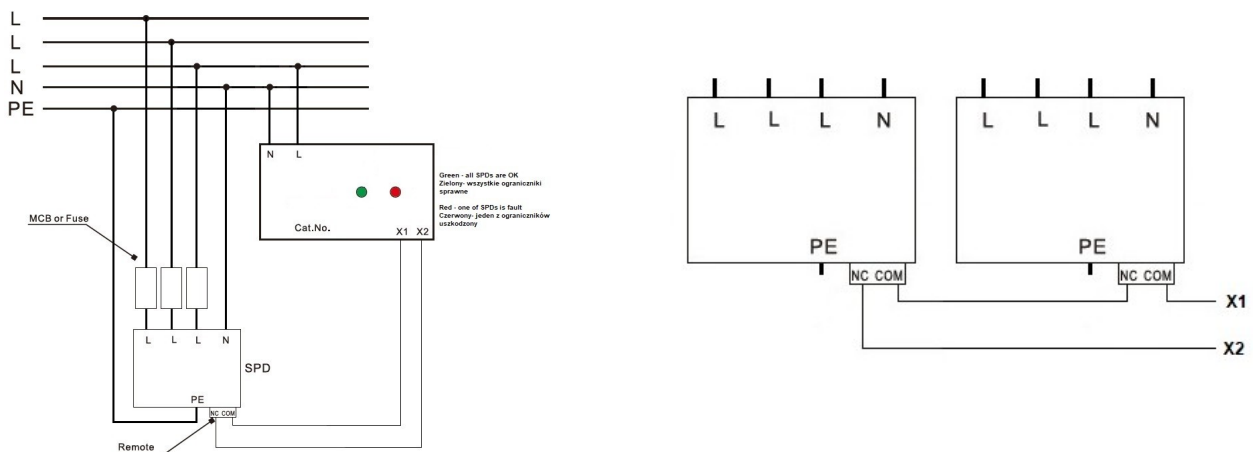 L
L
L
N
PE
N L
Green - all SPDs are OK
Zielony- wszystkie ograniczniki
sprawne
Red - one of SPDs is fault
Czerwony- jeden z ograniczników
uszkodzony
Cat.No. X1 X2
MCB or Fuse
L L L N
SPD
PE
NC COM
Remote
L L L N
PE
NC COM
L L L N
PE
NC COM
X1
X2